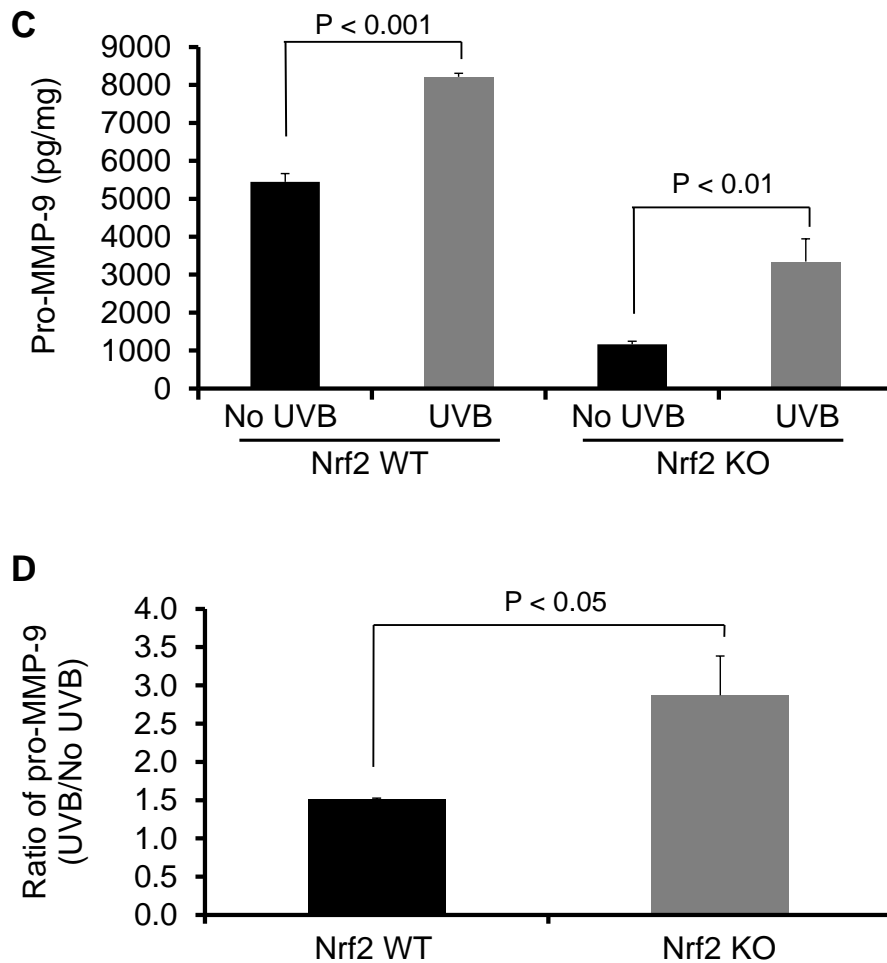 C
P < 0.001
P < 0.01
Pro-MMP-9 (pg/mg)
9000
8000
7000
6000
5000
4000
3000
2000
1000
0
No UVB UVB No UVB UVB
Nrf2 WT Nrf2 KO
D
P < 0.05
Ratio of pro-MMP-9
(UVB/No UVB)
4.0
3.5
3.0
2.5
2.0
1.5
1.0
0.5
0.0
Nrf2 WT Nrf2 KO